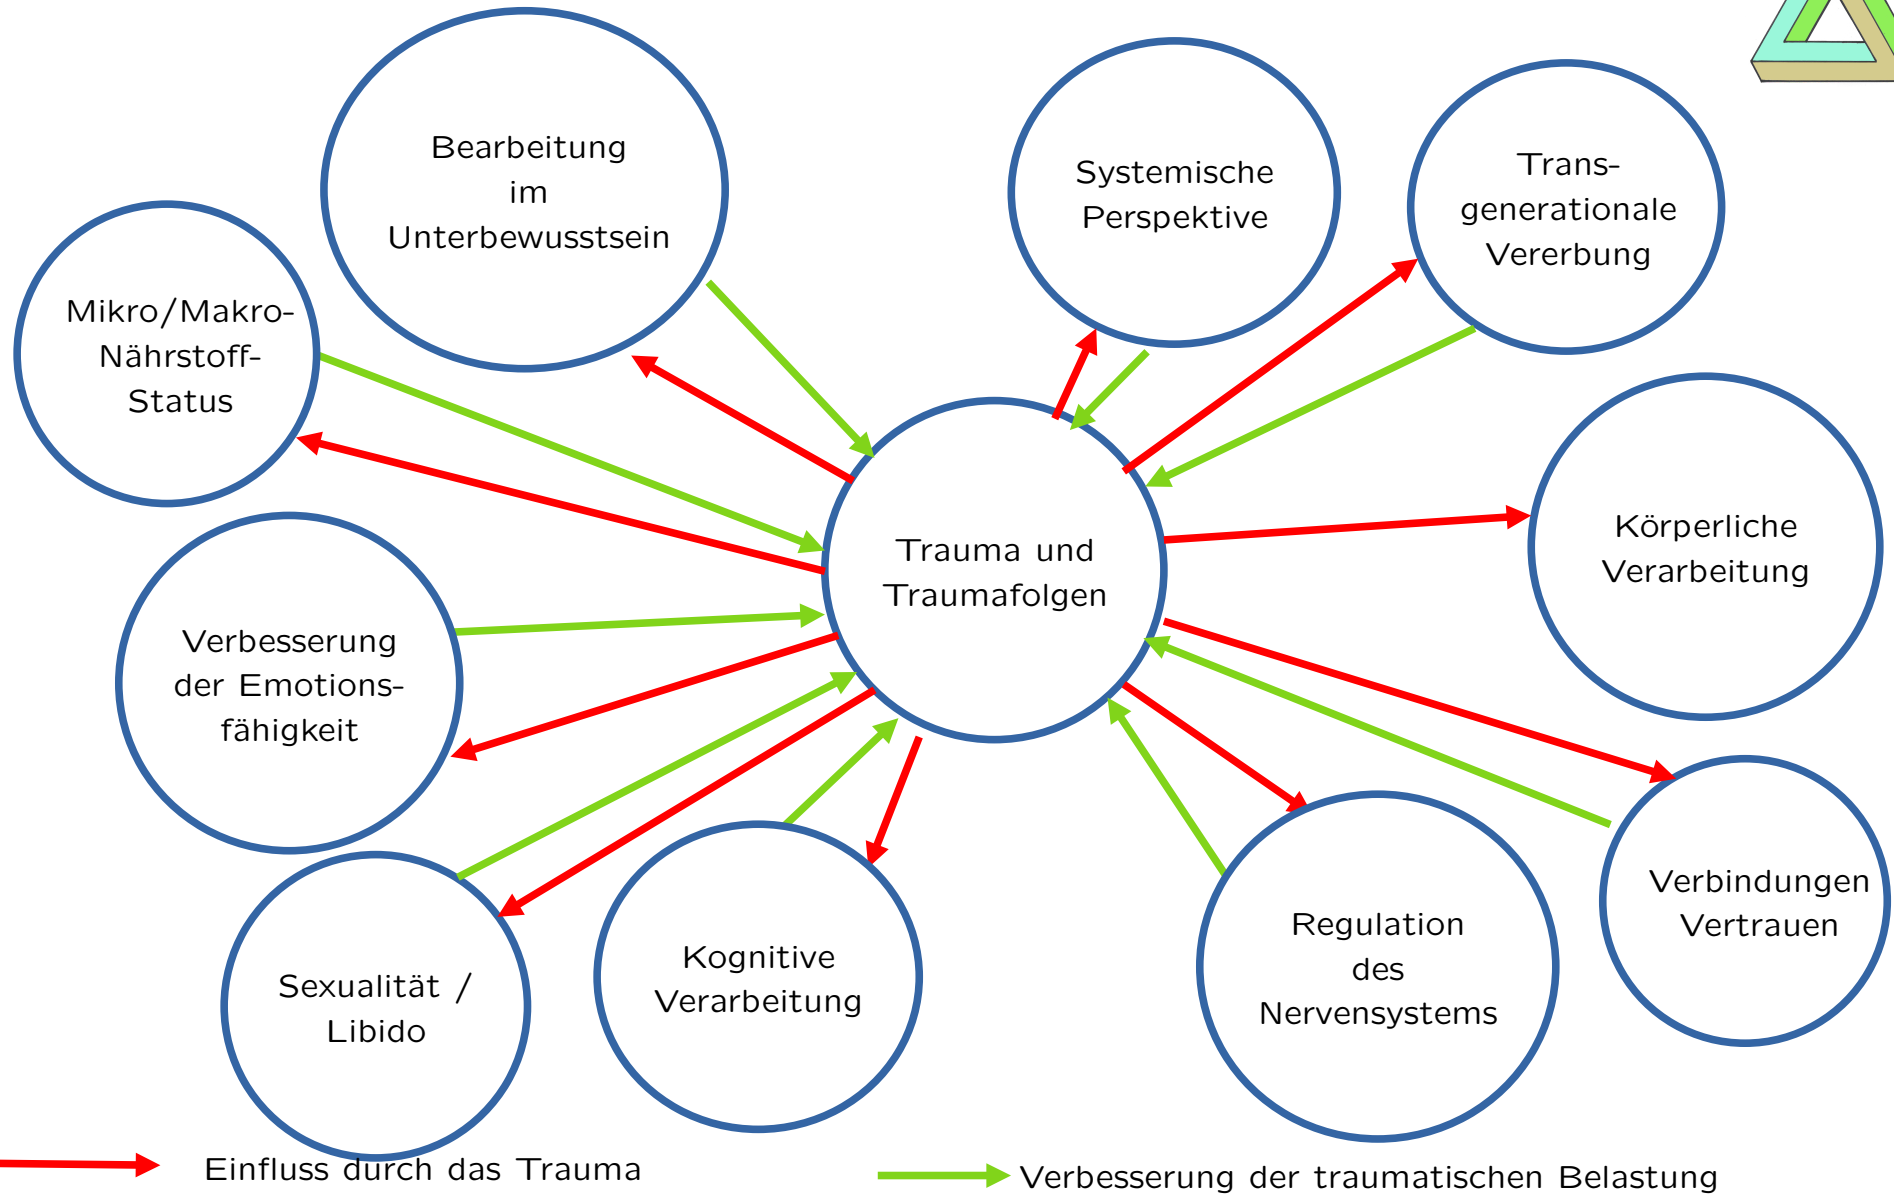 Bearbeitung
im
Unterbewusstsein
Systemische
Perspektive
Trans-
generationale
Vererbung
Mikro/Makro-
Nährstoff-
Status
Körperliche
Verarbeitung
Trauma und
Traumafolgen
Verbesserung
der Emotions-
fähigkeit
Verbindungen
Vertrauen
Sexualität /
Libido
Kognitive
Verarbeitung
Regulation
des
Nervensystems
Einfluss durch das Trauma
Verbesserung der traumatischen Belastung